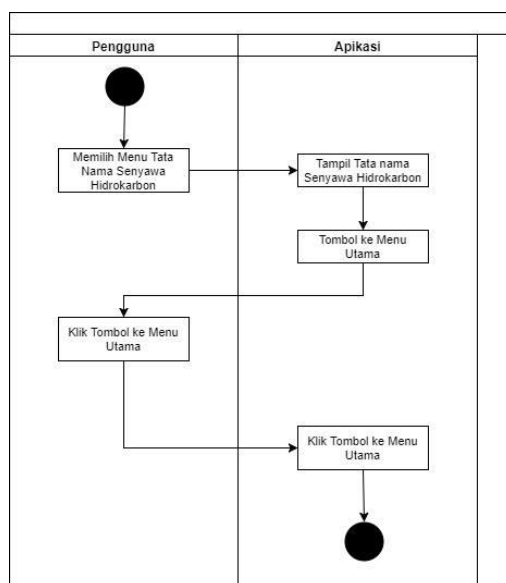 Pengguna
Apikasi
Memilih Menu Tata
Nama Senyawa
Hidrokarbon
Tampil Tata nama
Senyawa Hidrokarbon
Tombol ke Menu
Utama
Klik Tombol ke Menu
Utama
Klik Tombol ke Menu
Utama